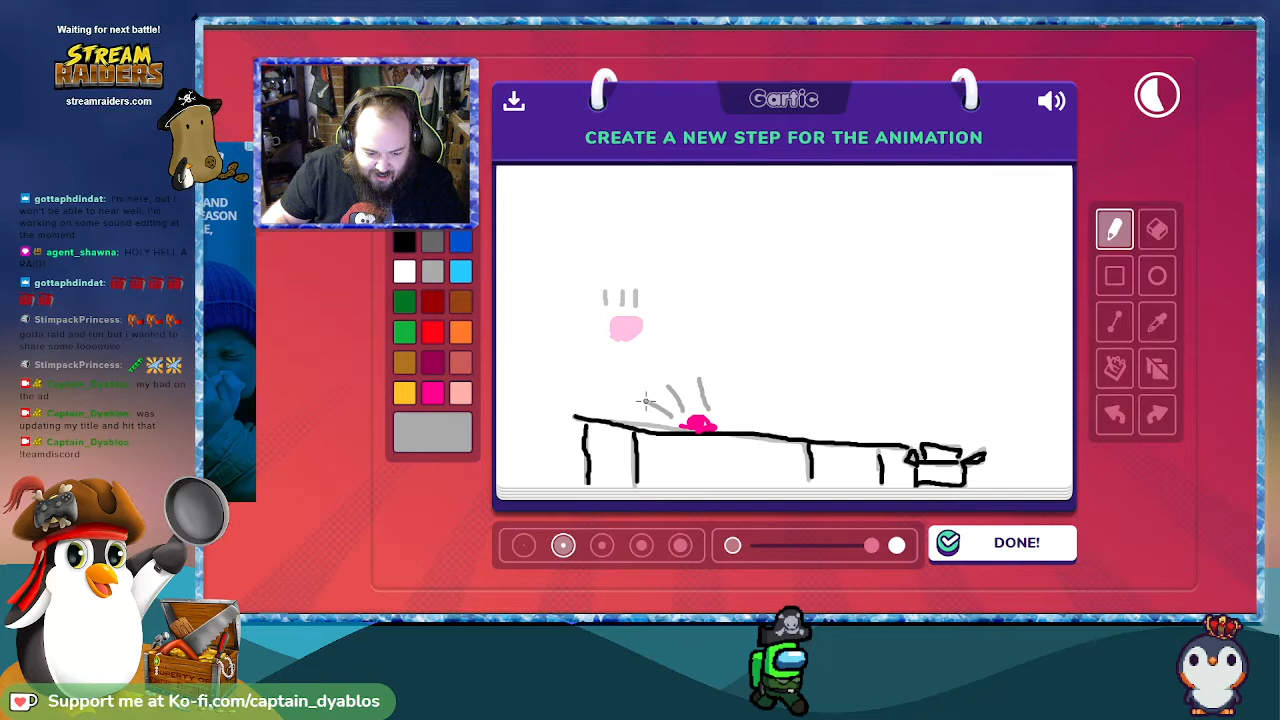 Waiting for next battle!
STREAM
RAIDERS
streamraiders.com
AND
EASON
E,
gottaphdindat: I'm here, but I
won't be able to hear well, I'm
working on some sound editing at
the moment
agent_shawna: HOLY HELL A
RAID!
gottaphdindat:
StimpackPrincess:
gotta raid and run but i wanted to
share some looooove
StimpackPrincess:
Captain_Dyablos: my bad on
the ad
Captain_Dyablos: was
updating my title and hit that
Captain_Dyablos:
!teamdiscord
Gartic
CREATE A NEW STEP FOR THE ANIMATION
DONE!
PROPERTY O
Support me at Ko-fi.com/captain_dyablos